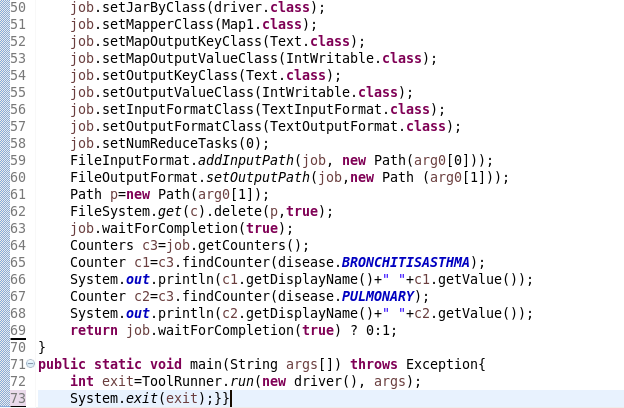 50 job.setJarByClass(driver.class);
51 job.setMapperClass(Map1.class);
52 job.setMapOutputKeyClass(Text.class);
53 job.setMapOutputValueClass(IntWritable.class);
54 job.setOutputKeyClass(Text.class);
55 job.setOutputValueClass(IntWritable.class);
56 job.setInputFormatClass(TextInputFormat.class);
57 job.setOutputFormatClass(TextOutputFormat.class);
58 job.setNumReduceTasks(0);
59 FileInputFormat.addInputPath(job, new Path(arg0[0]));
60 FileOutputFormat.setOutputPath(job,new Path (arg0[1]));
61 Path p=new Path(arg0[1]);
62 FileSystem.get(c).delete(p,true);
63 job.waitForCompletion(true);
64 Counters c3=job.getCounters();
65 Counter c1=c3.findCounter(disease.BRONCHITISASTHMA);
66 System.out.println(c1.getDisplayName()+" "+c1.getValue());
67 Counter c2=c3.findCounter(disease.PULMONARY);
68 System.out.println(c2.getDisplayName()+" "+c2.getValue());
69 return job.waitForCompletion(true) ? 0:1;
70 }
71 public static void main(String args[]) throws Exception{
72 int exit=ToolRunner.run(new driver(), args);
73 System.exit(exit);}}